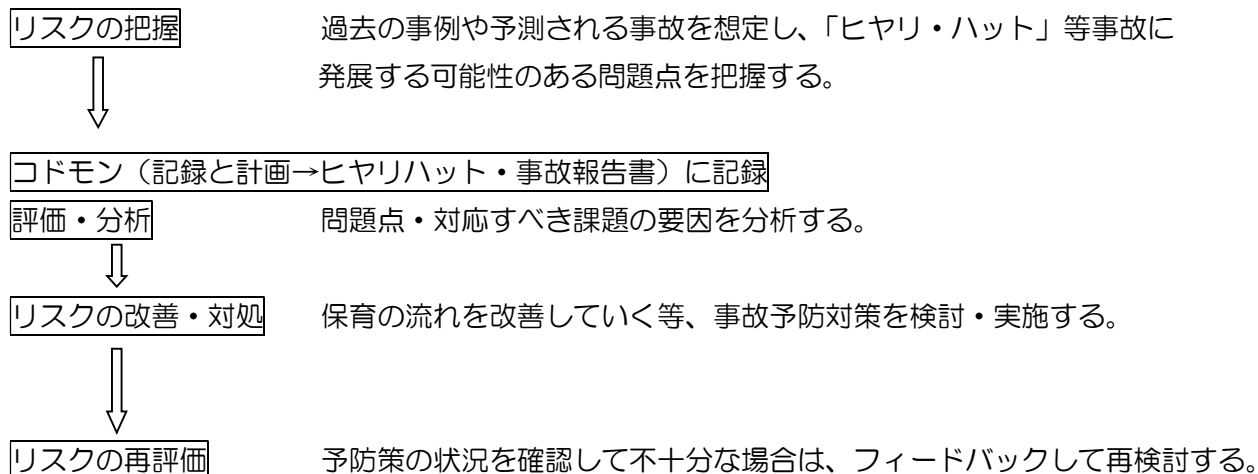 リスクの把握 過去の事例や予測される事故を想定し、「ヒヤリ・ハット」等事故に
発展する可能性のある問題点を把握する。
コドモン（記録と計画→ヒヤリハット・事故報告書）に記録
評価・分析 問題点・対応すべき課題の要因を分析する。
リスクの改善・対処 保育の流れを改善していく等、事故予防対策を検討・実施する。
リスクの再評価 予防策の状況を確認して不十分な場合は、フィードバックして再検討する。